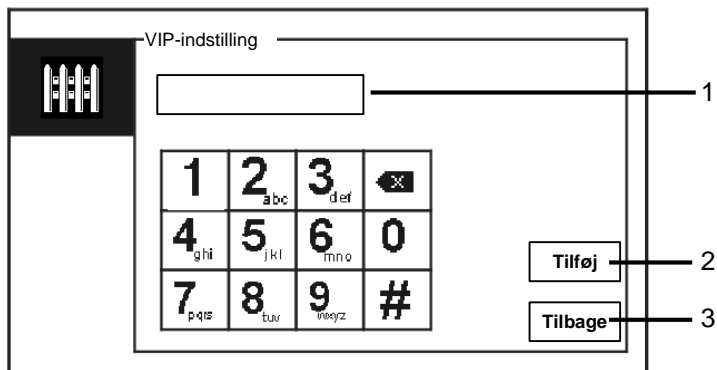 VIP-indstilling
1
1 2abc 3def x
4ghi 5jkl 6mno 0
Tilføj 2
7pqrs 8tuv 9wxyz #
Tilbage 3